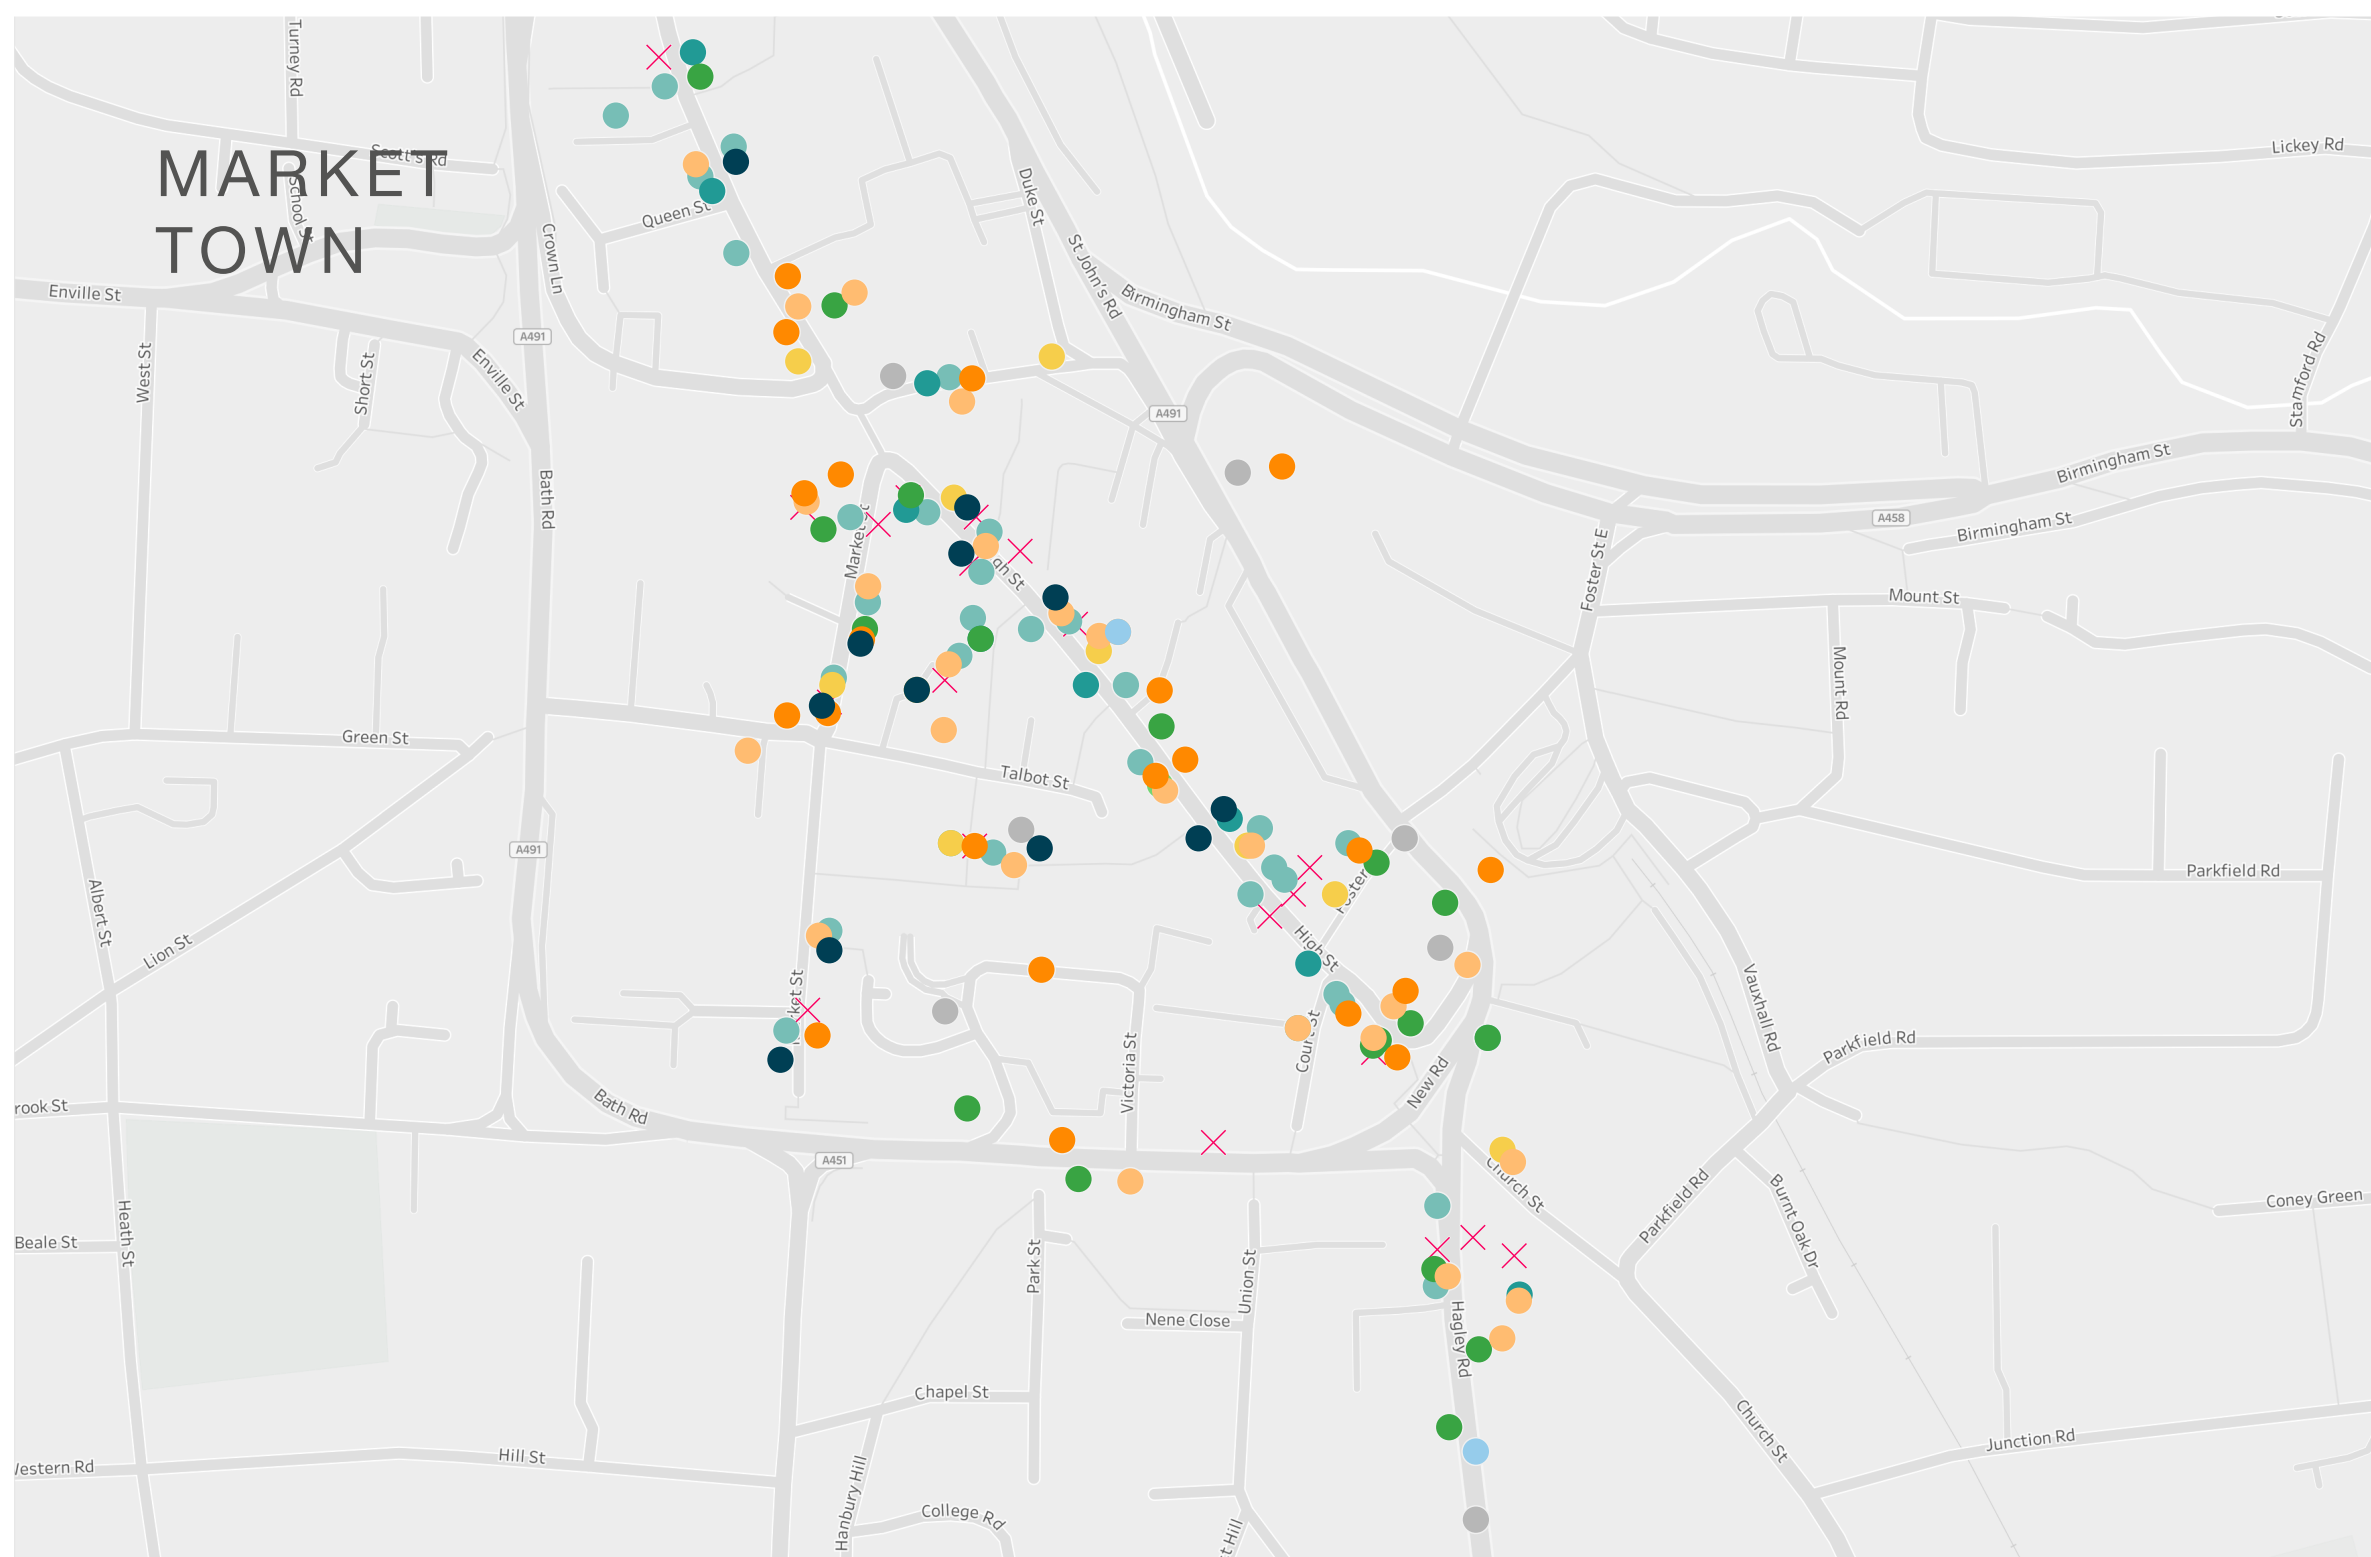 MARKET
TOWN
Turney Rd
Scott's Rd
School St
Queen St
Crown Ln
Duke St
St John's Rd
Birmingham St
Lickey Rd
Enville St
Enville St
West St
Short St
A491
A491
Stamford Rd
Birmingham St
Birmingham St
A458
Bath Rd
Foster St E
Mount St
Mount Rd
Green St
Talbot St
A491
High St
Parkfield Rd
Albert St
Lion St
Vauxhall Rd
Court St
Victoria St
New Rd
Parkfield Rd
rook St
Bath Rd
A451
Church St
Parkfield Rd
Burnt Oak Dr
Coney Green
Beale St
Heath St
Park St
Union St
Nene Close
Hagley Rd
Chapel St
Church St
Junction Rd
Western Rd
Hill St
Hanbury Hill
College Rd
t Hill